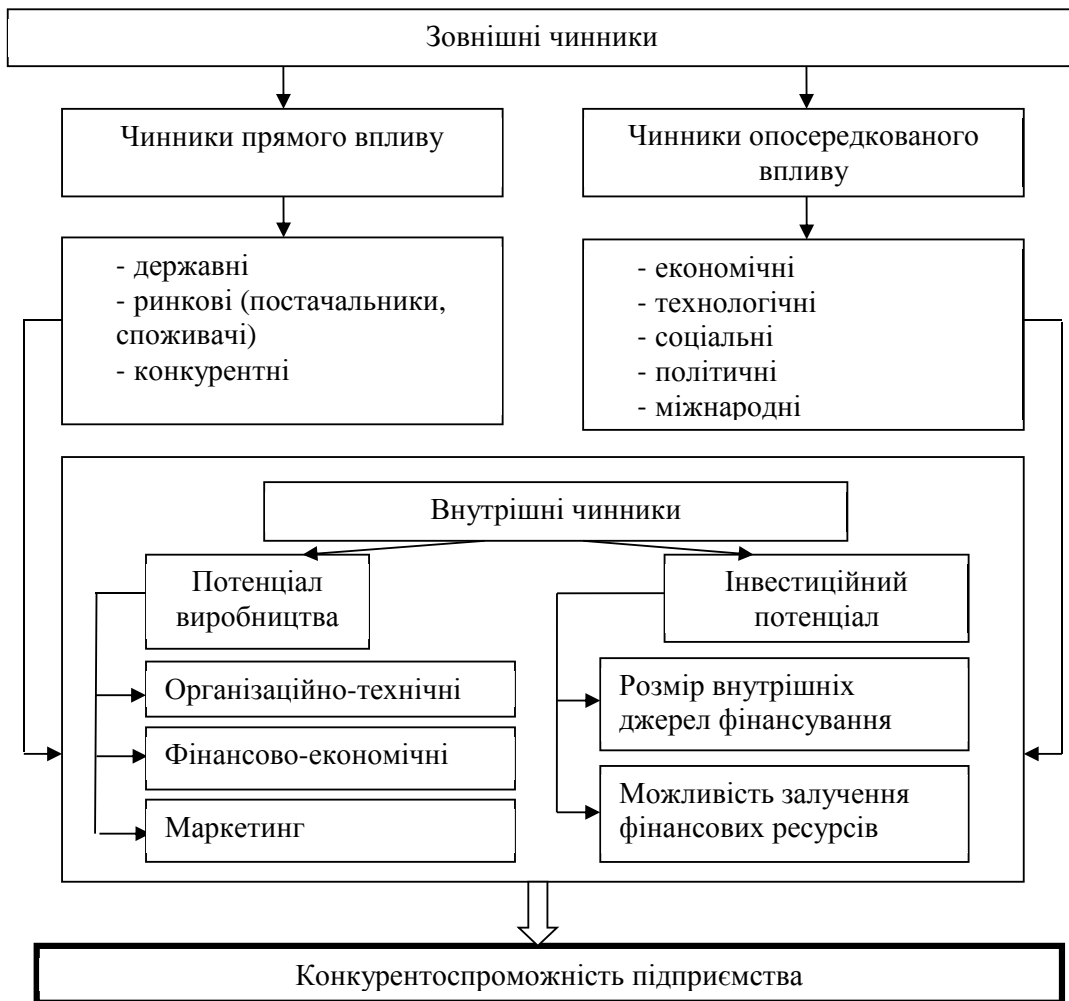 Зовнішні чинники
Чинники прямого впливу
Чинники опосередкованого
впливу
- державні
- ринкові (постачальники,
споживачі)
- конкурентні
- економічні
- технологічні
- соціальні
- політичні
- міжнародні
Внутрішні чинники
Потенціал
виробництва
Організаційно-технічні
Фінансово-економічні
Маркетинг
Інвестиційний
потенціал
Розмір внутрішніх
джерел фінансування
Можливість залучення
фінансових ресурсів
Конкурентоспроможність підприємства